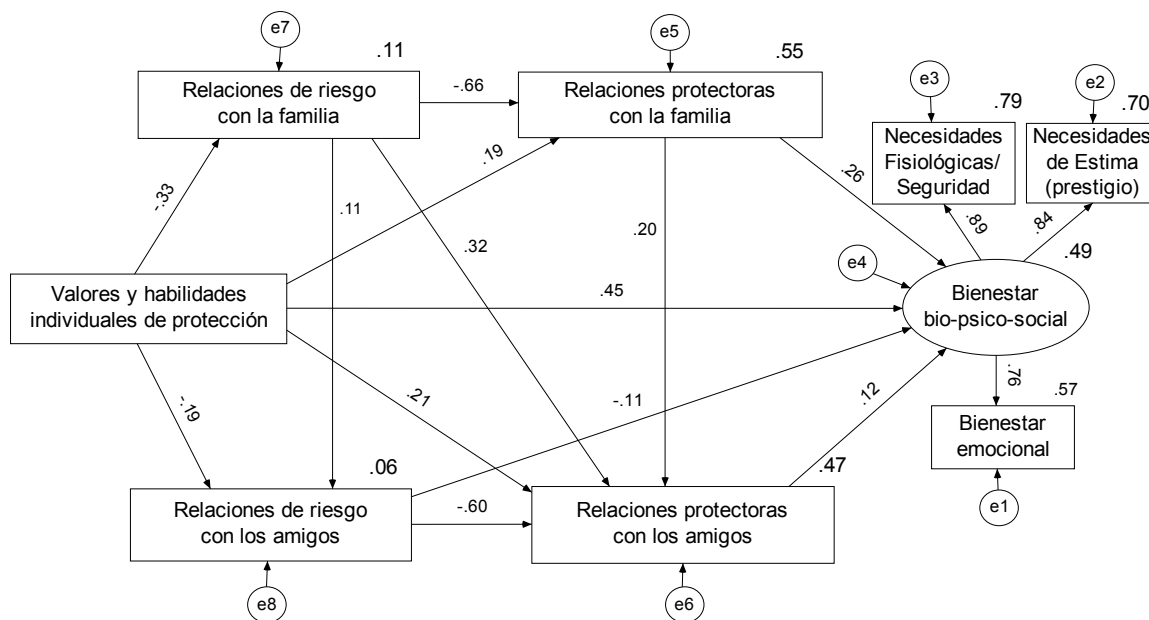 e7
.11
e5
.55
e3
e2
.79
.70
Relaciones de riesgo
con la familia
-.66
Relaciones protectoras
con la familia
Necesidades
Fisiológicas/
Seguridad
Necesidades
de Estima
(prestigio)
-.33
.19
.11
.32
.20
.26
.89
.84
.49
e4
Valores y habilidades
individuales de protección
.45
Bienestar
bio-psico-social
-.19
.21
-.11
.12
.76
.57
Bienestar
emocional
.06
.47
Relaciones de riesgo
con los amigos
-.60
Relaciones protectoras
con los amigos
e1
e8
e6